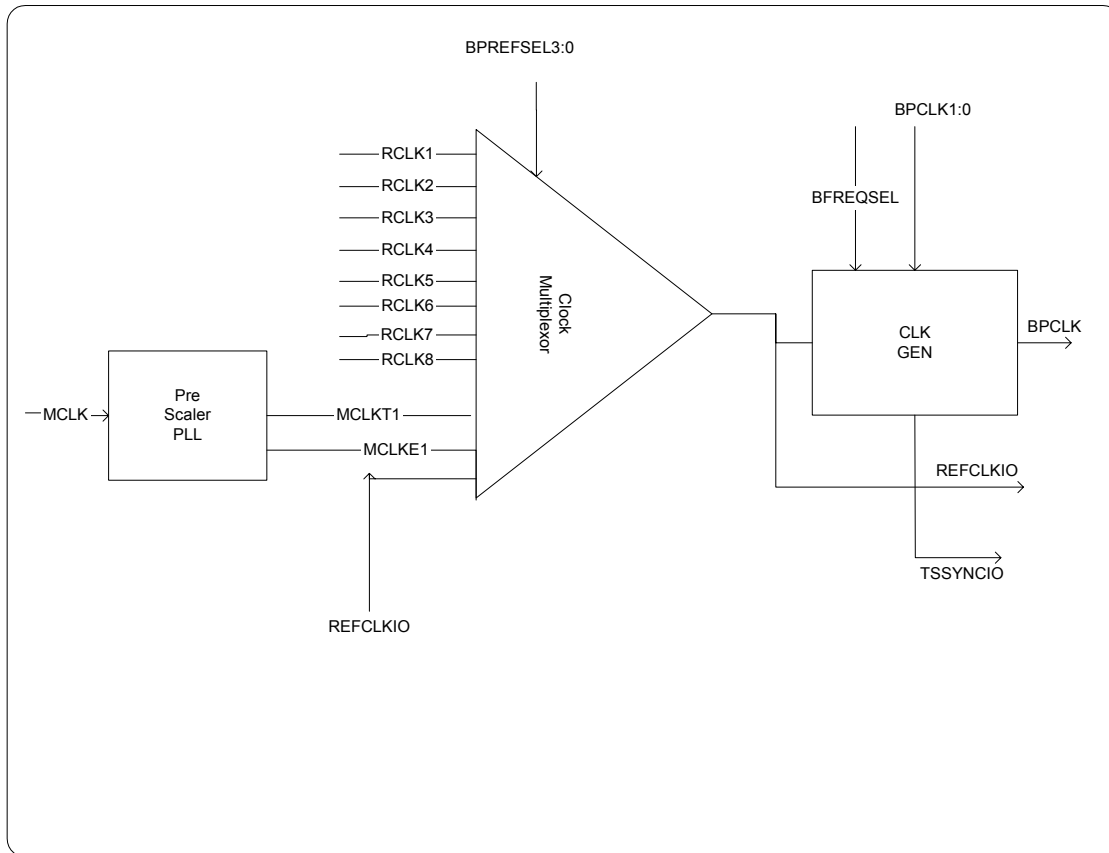 BPREFSEL3:0
BPCLK1:0
RCLK1
RCLK2
BFREQSEL
RCLK3
RCLK4
RCLK5
RCLK6
RCLK7
RCLK8
Clock
Multiplexor
CLK
GEN
BPCLK
Pre
Scaler
PLL
MCLK
MCLKT1
MCLKE1
REFCLKIO
TSSYNCIO
REFCLKIO